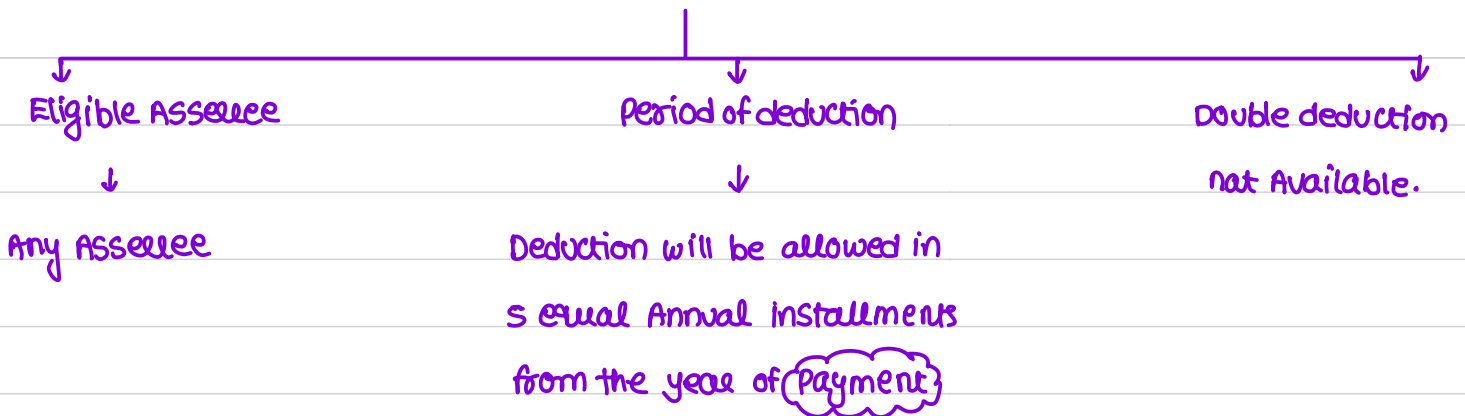 Eligible Assessee
Any Assessee
Period of deduction
Deduction will be allowed in
5 equal Annual installments
from the year of Payment
Double deduction
not Available.